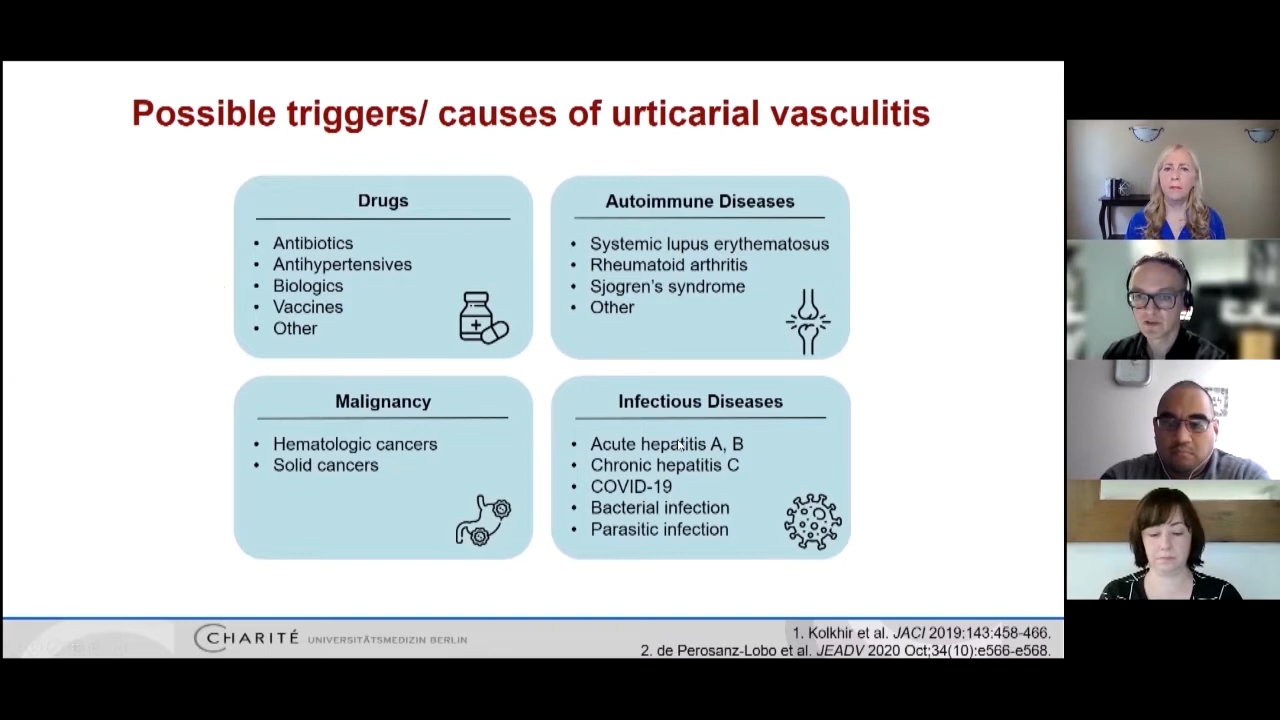 Possible triggers/ causes of urticarial vasculitis
Drugs
• Antibiotics
• Antihypertensives
• Biologics
• Vaccines
• Other
Autoimmune Diseases
• Systemic lupus erythematosus
• Rheumatoid arthritis
• Sjogren's syndrome
• Other
Malignancy
• Hematologic cancers
• Solid cancers
Infectious Diseases
• Acute hepatitis A, B
• Chronic hepatitis C
• COVID-19
• Bacterial infection
• Parasitic infection
CHARITÉ UNIVERSITÄTSMEDIZIN BERLIN
1. Kolkhir et al. JACI 2019;143:458-466.
2. de Perosanz-Lobo et al. JEADV 2020 Oct;34(10):e566-e568.